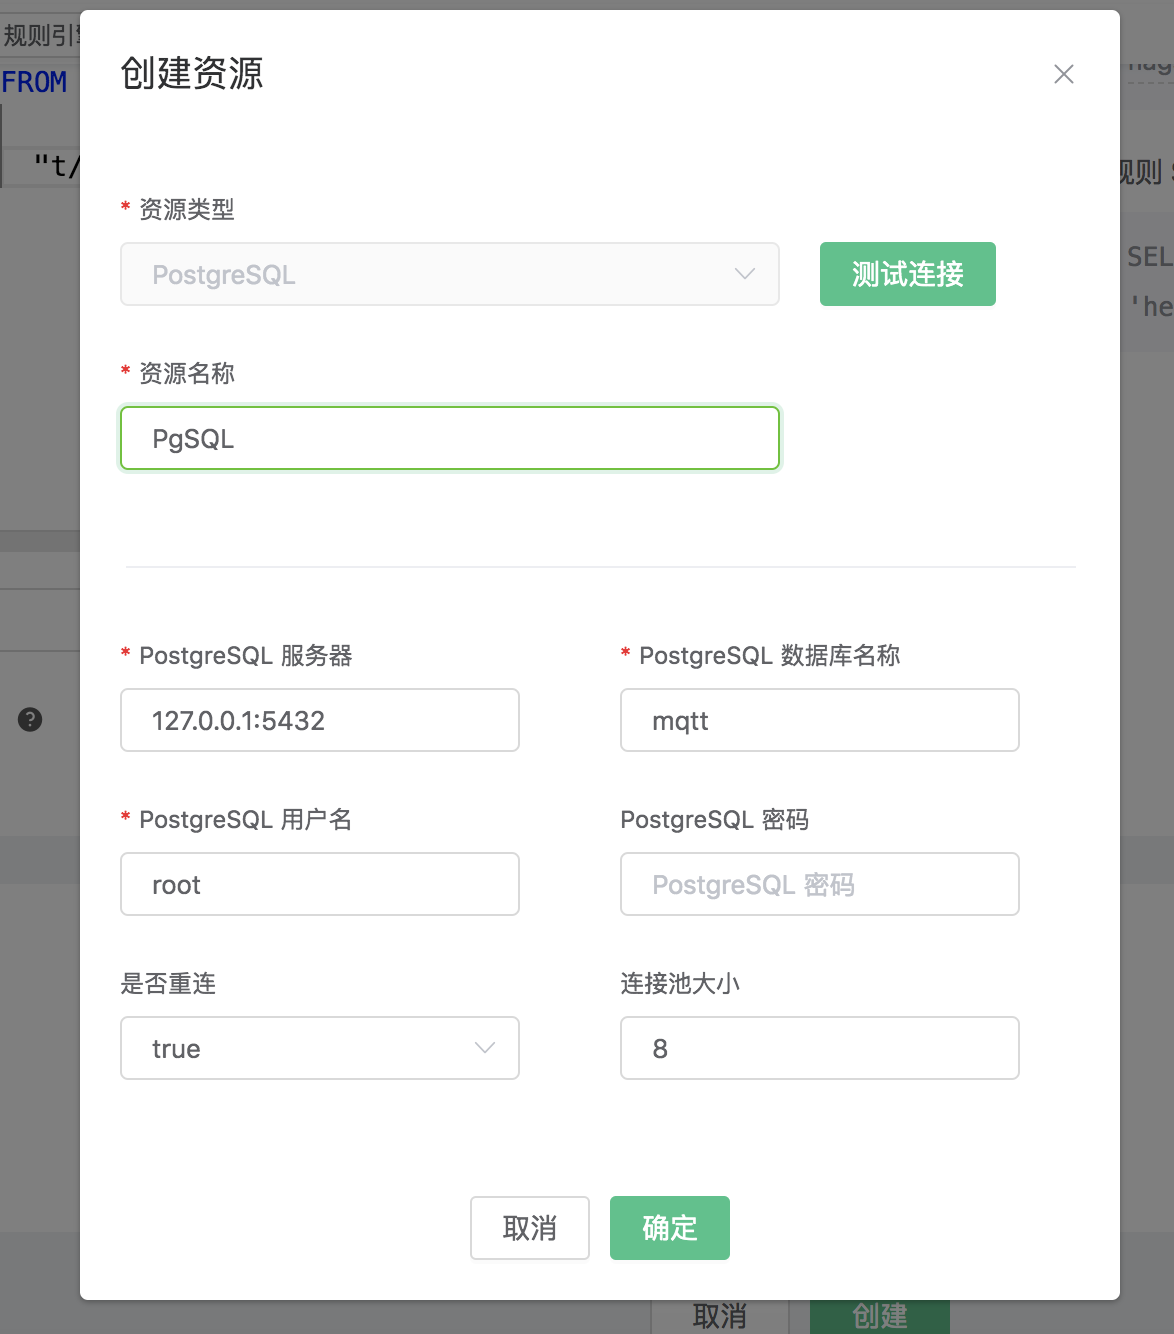 规则引
创建资源
FROM
"t/
规则
SEL
'he
* 资源类型
PostgreSQL
测试连接
* 资源名称
PgSQL
* PostgreSQL 服务器
* PostgreSQL 数据库名称
127.0.0.1:5432
mqtt
?
* PostgreSQL 用户名
PostgreSQL 密码
root
PostgreSQL 密码
是否重连
连接池大小
true
8
取消
确定
取消
创建